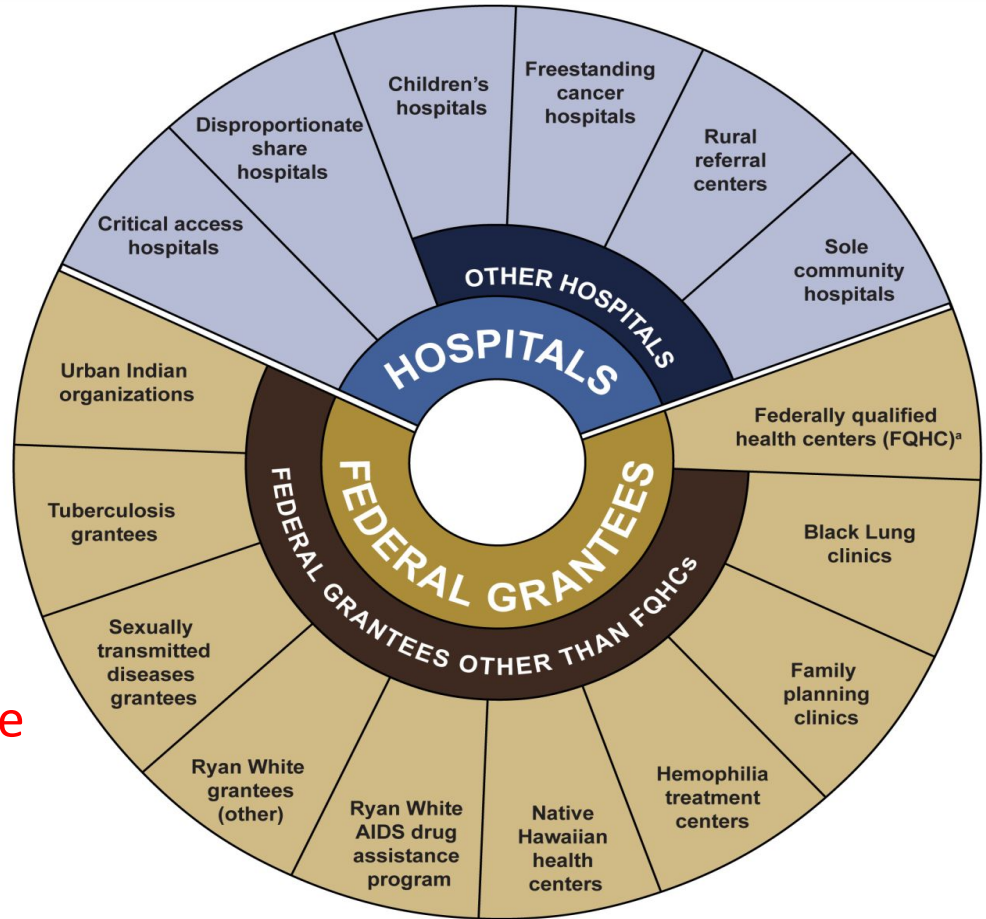 Children's
hospitals
Freestanding
cancer
hospitals
Disproportionate
share
hospitals
Rural
referral
centers
Critical access
hospitals
Sole
community
hospitals
OTHER HOSPITALS
HOSPITALS
Urban Indian
organizations
Federally qualified
health centers (FQHC)ᵃ
FEDERAL GRANTEES
FEDERAL GRANTEES OTHER THAN FQHCs
Tuberculosis
grantees
Black Lung
clinics
Sexually
transmitted
diseases
grantees
Family
planning
clinics
e
Ryan White
grantees
(other)
Ryan White
AIDS drug
assistance
program
Native
Hawaiian
health
centers
Hemophilia
treatment
centers